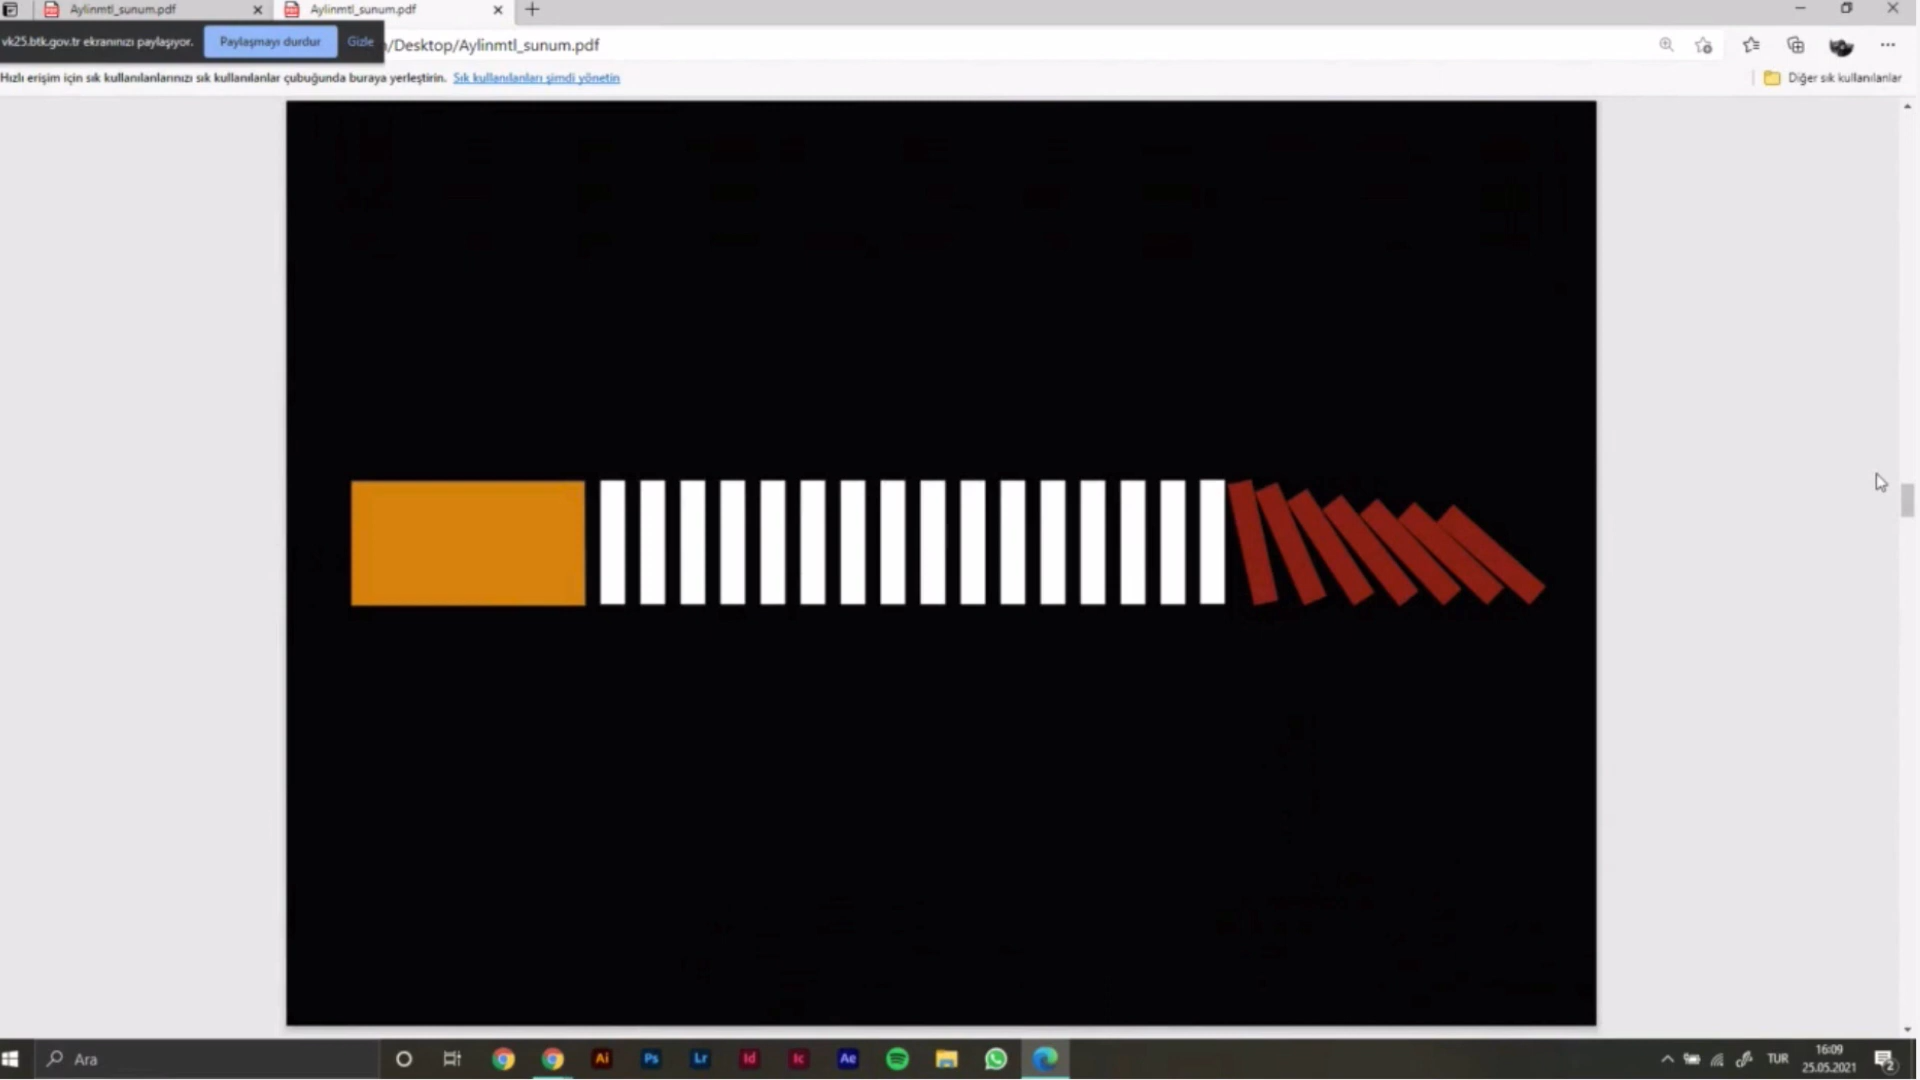 Aylinmtl_sunum.pdf
Aylinmtl_sunum.pdf
vk25.btk.gov.tr ekranınızı paylaşıyor.
Paylaşmayı durdur
Gizle
/Desktop/Aylinmtl_sunum.pdf
Hızlı erişim için sık kullanılanlarınızı sık kullanılanlar çubuğunda buraya yerleştirin. Sık kullanılanları şimdi yönetin
Diğer sık kullanılanlar
Ara
Ai
Ps
Lr
Id
Ic
Ae
TUR
16:09
25.05.2021
2